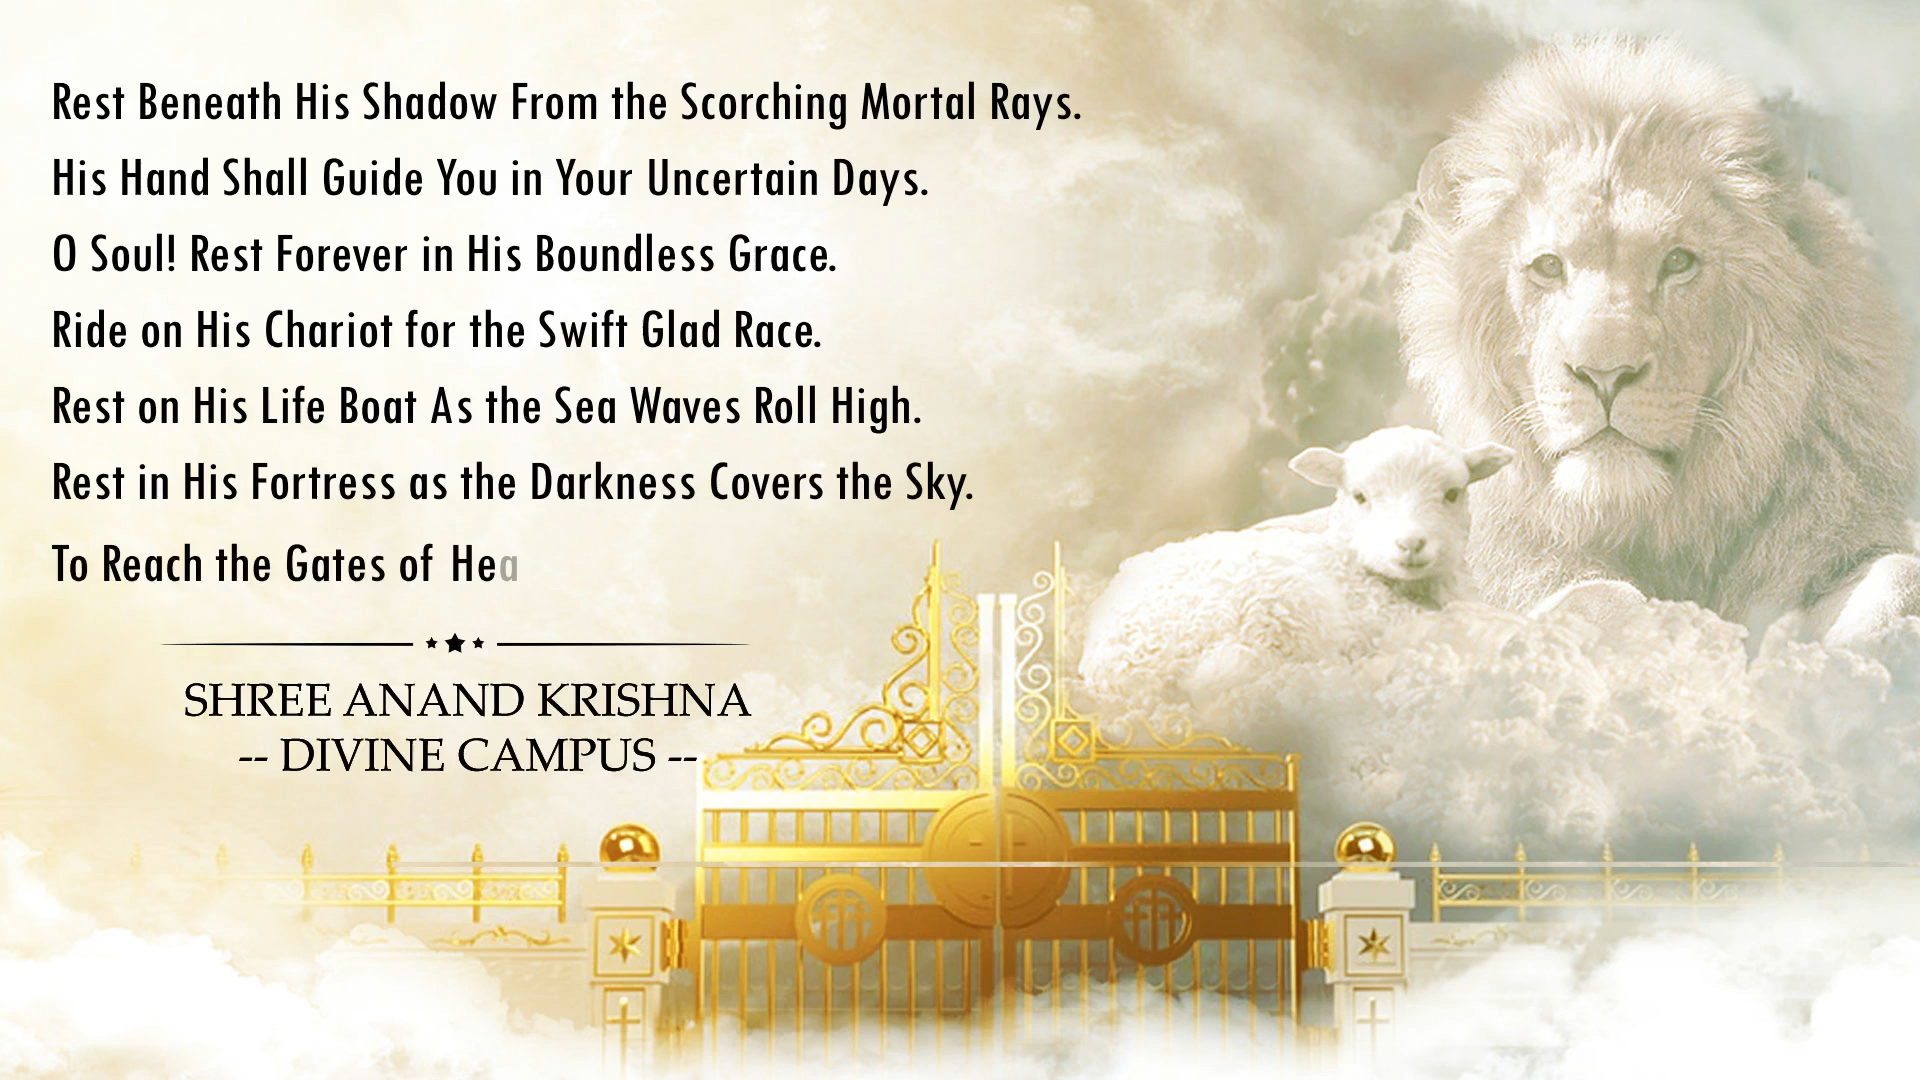 Rest Beneath His Shadow From the Scorching Mortal Rays.
His Hand Shall Guide You in Your Uncertain Days.
O Soul! Rest Forever in His Boundless Grace.
Ride on His Chariot for the Swift Glad Race.
Rest on His Life Boat As the Sea Waves Roll High.
Rest in His Fortress as the Darkness Covers the Sky.
To Reach the Gates of Hea
SHREE ANAND KRISHNA
-- DIVINE CAMPUS --